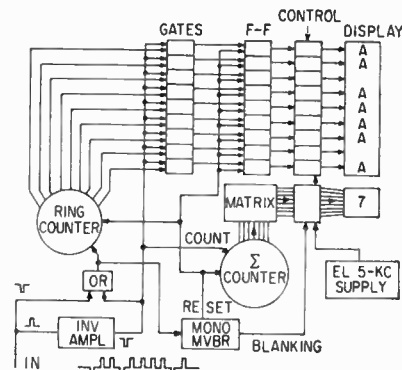 GATES
F-F
CONTROL
DISPLAY
A
A
A
A
A
A
A
RING
COUNTER
MATRIX
7
COUNT
Σ
COUNTER
OR
RESET
EL 5-KC
SUPPLY
INV
AMPL
MONO
MVBR
BLANKING
IN